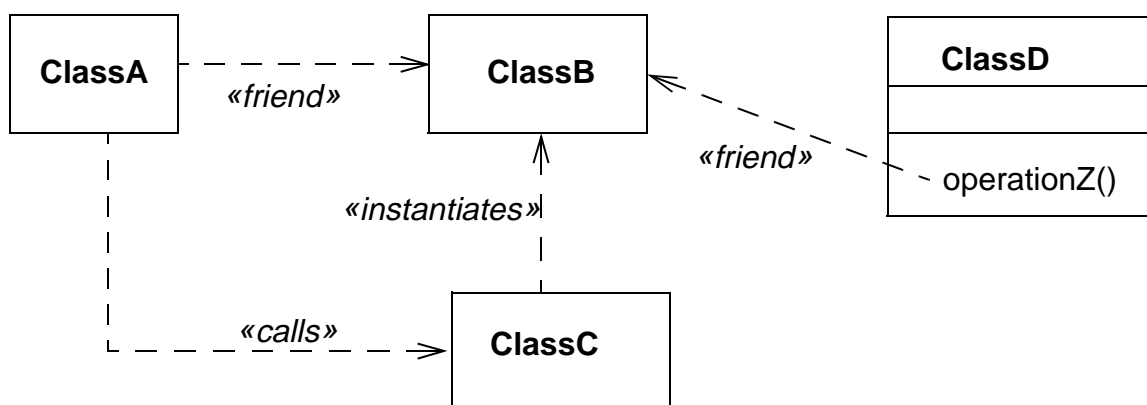 ClassA
«friend»
ClassB
ClassD
«friend»
operationZ()
«instantiates»
«calls»
ClassC